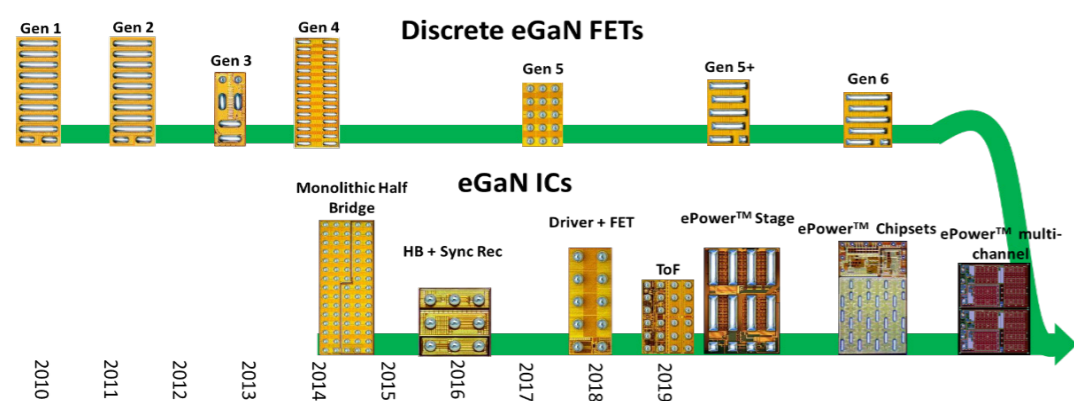 Gen 1
Gen 2
Gen 3
Gen 4
Discrete eGaN FETs
Gen 5
Gen 5+
Gen 6
eGaN ICs
Monolithic Half
Bridge
HB + Sync Rec
Driver + FET
ToF
ePower™ Stage
ePower™ Chipsets
ePower™ multi-
channel
2010
2011
2012
2013
2014
2015
2016
2017
2018
2019